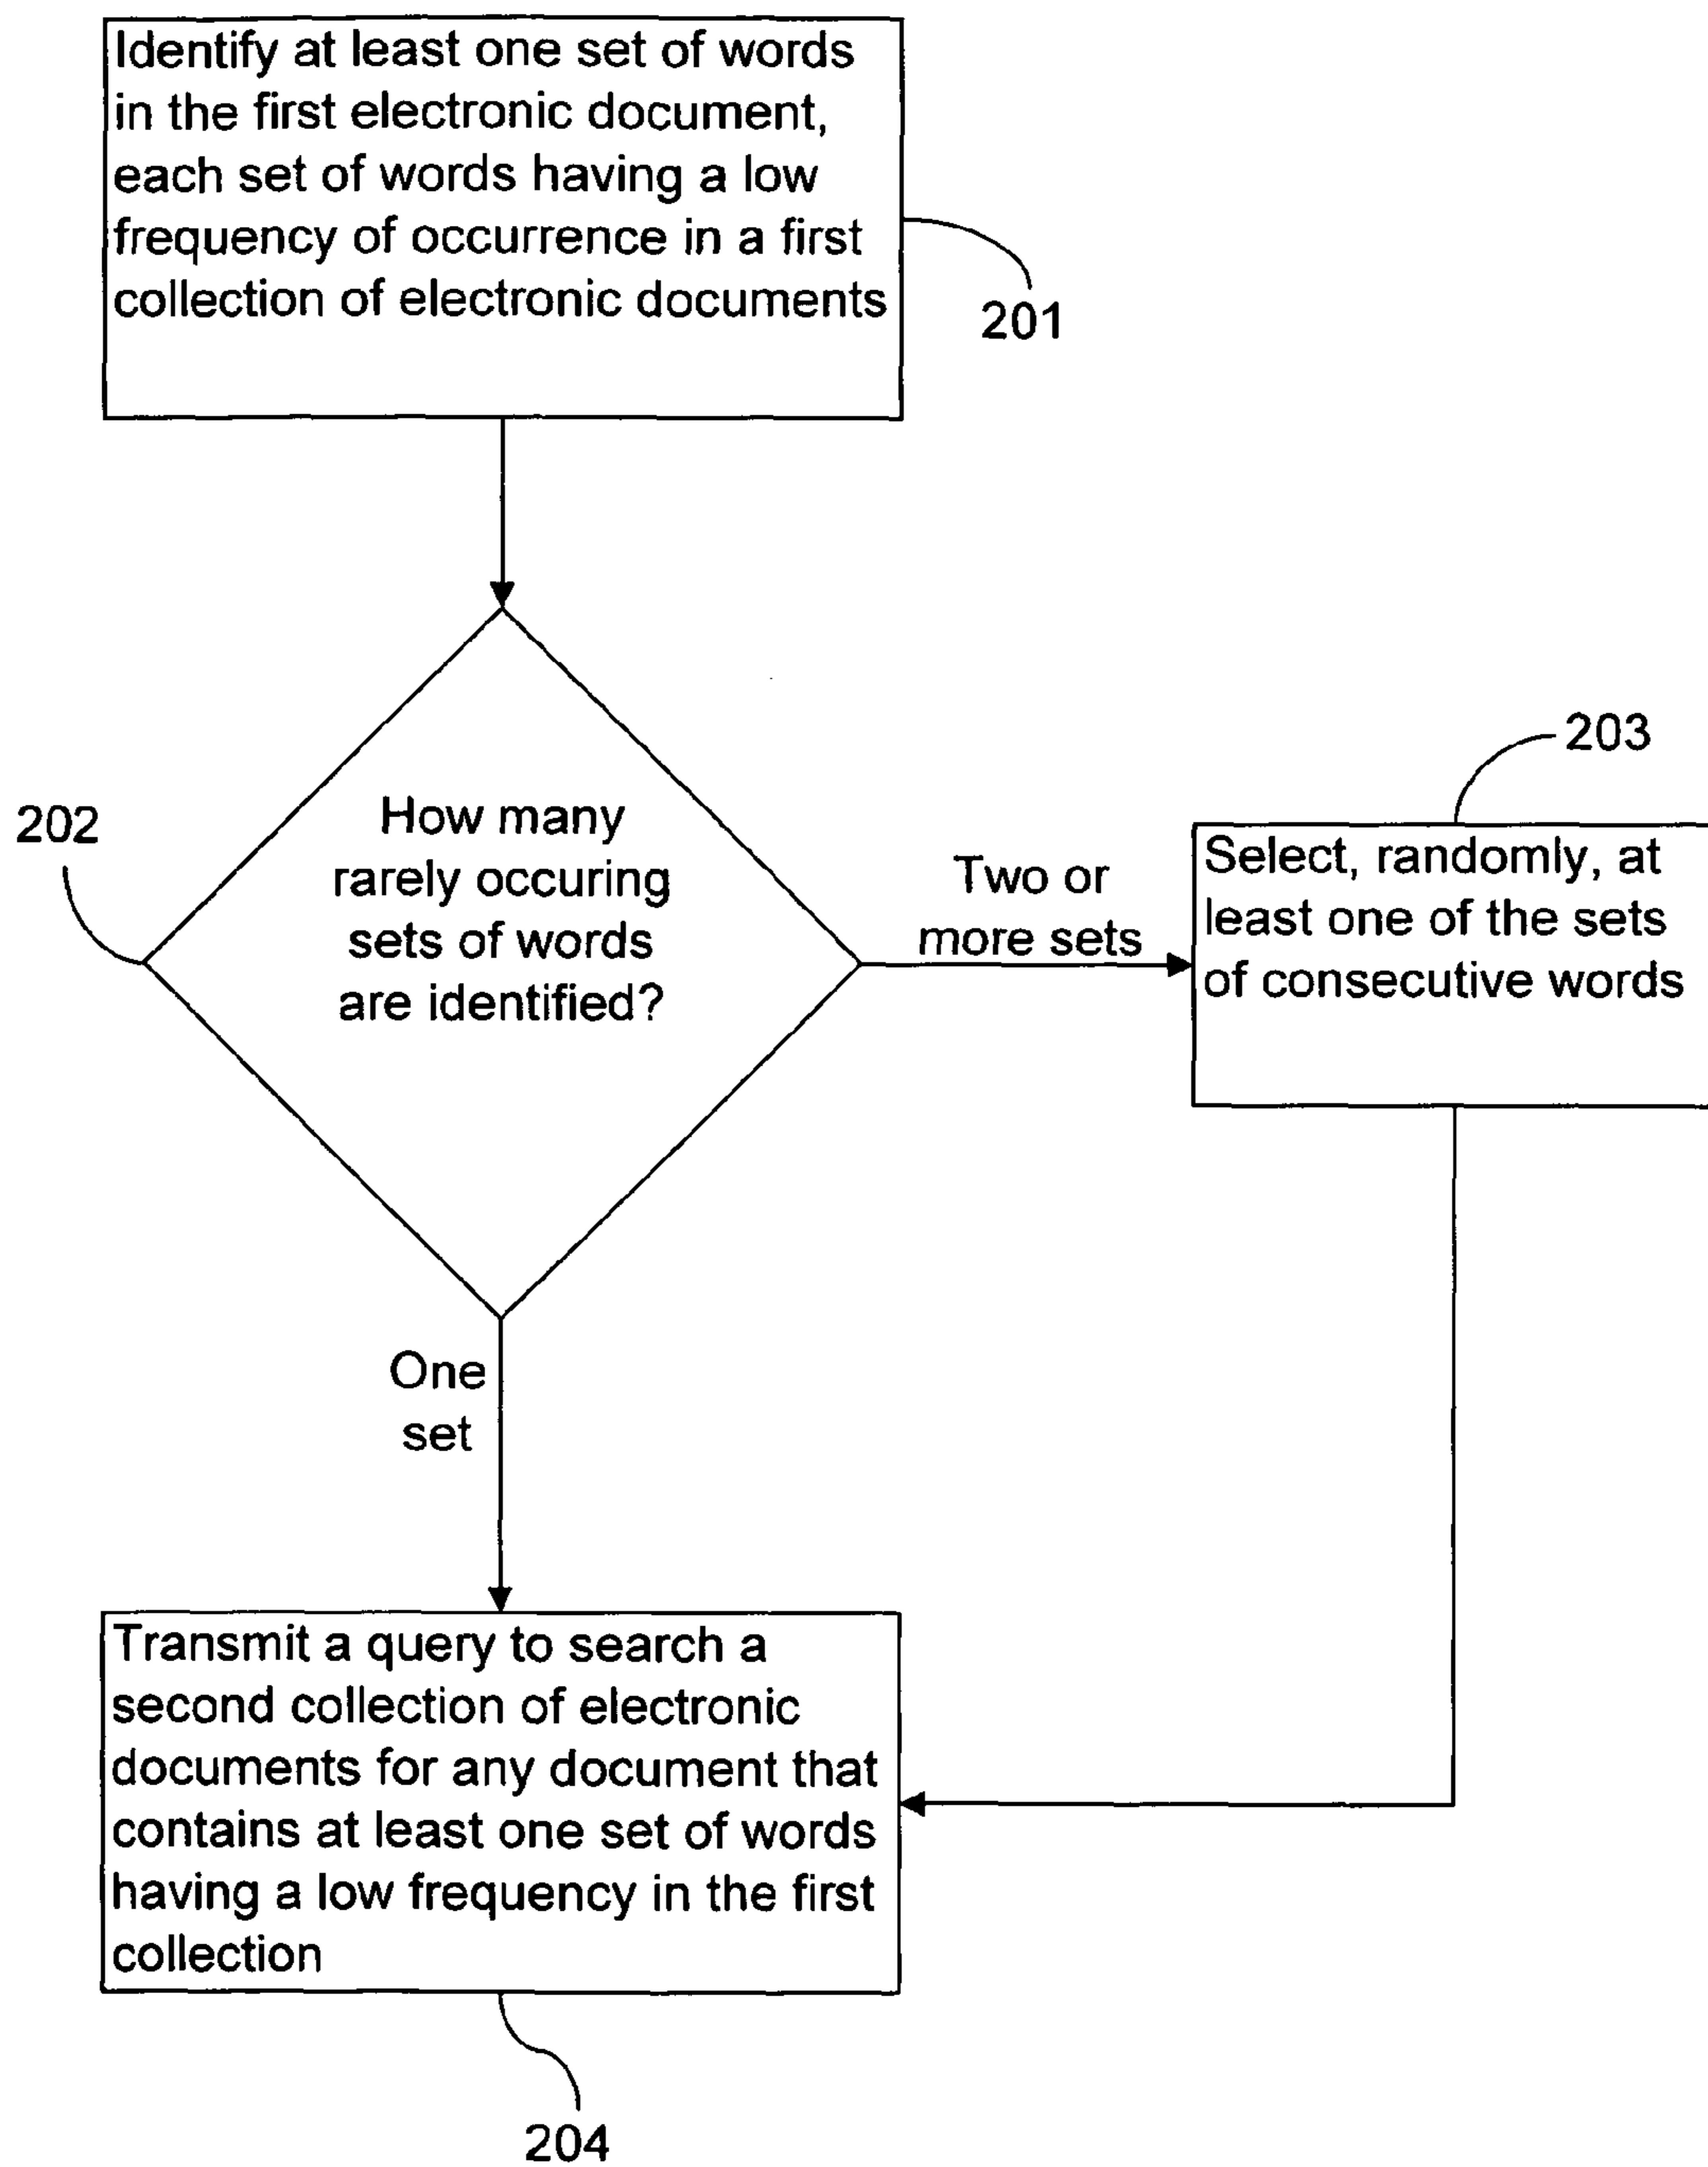 Identify at least one set of words
in the first electronic document,
each set of words having a low
frequency of occurrence in a first
collection of electronic documents
201
202
How many
rarely occuring
sets of words
are identified?
Two or
more sets
203
Select, randomly, at
least one of the sets
of consecutive words
One
set
Transmit a query to search a
second collection of electronic
documents for any document that
contains at least one set of words
having a low frequency in the first
collection
204